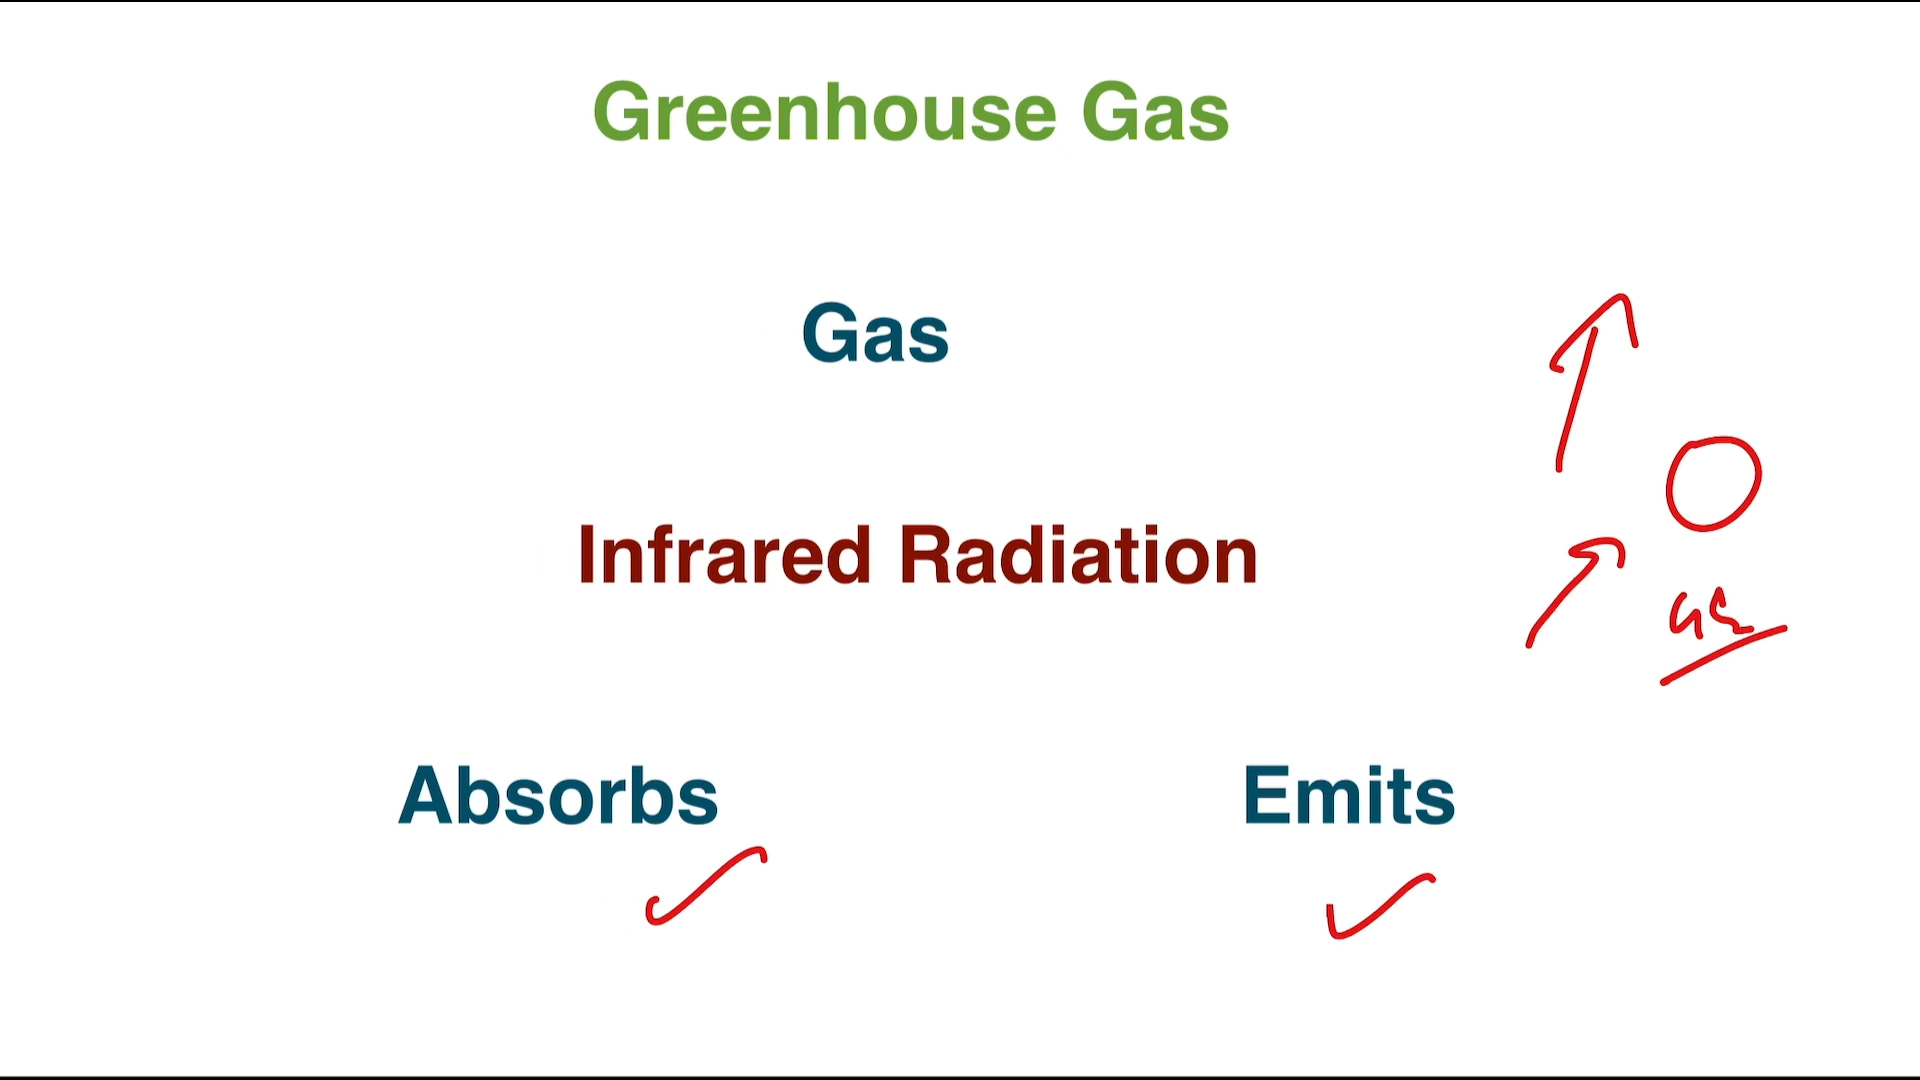 Greenhouse Gas
Gas
Infrared Radiation
Absorbs Emits